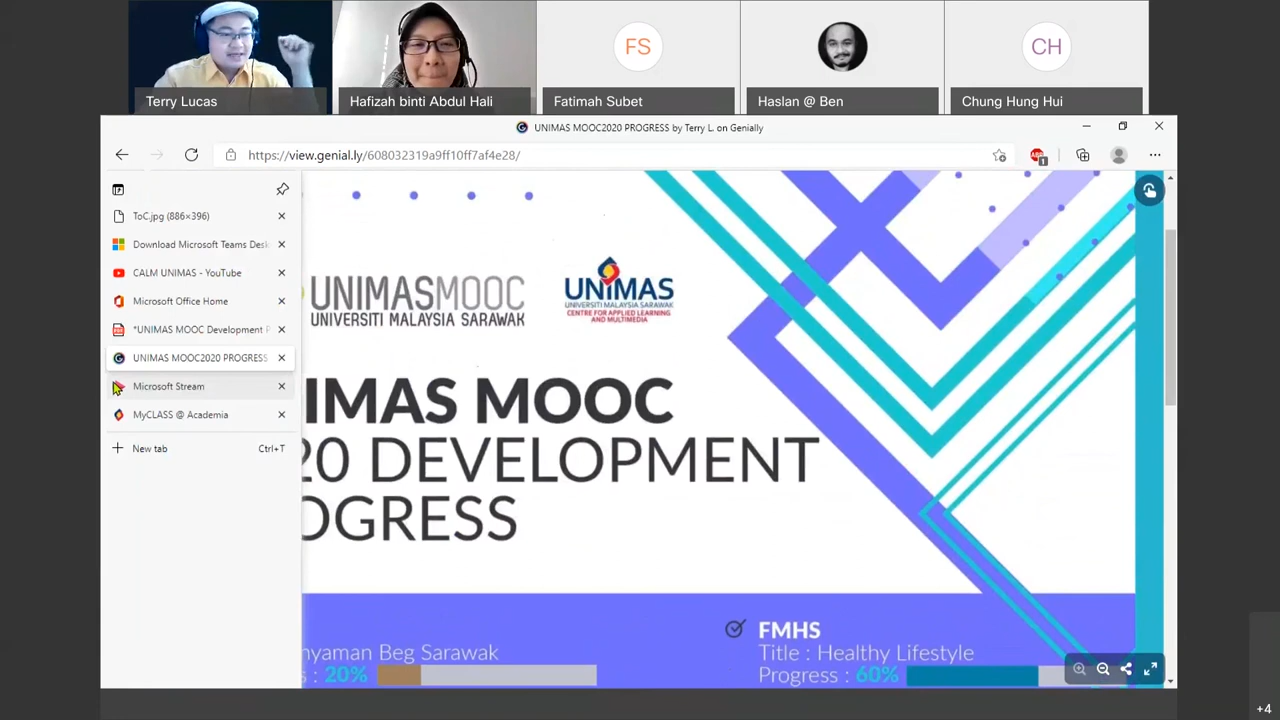 FS
CH
Terry Lucas
Hafizah binti Abdul Hali
Fatimah Subet
Haslan @ Ben
Chung Hung Hui
UNIMAS MOOC2020 PROGRESS by Terry L. on Genially
https://view.genial.ly/608032319a9ff10ff7af4e28/
1
ToC.jpg (886×396)
Download Microsoft Teams Desk
CALM UNIMAS - YouTube
Microsoft Office Home
*UNIMAS MOOC Development P
UNIMAS MOOC2020 PROGRESS
Microsoft Stream
MyCLASS @ Academia
New tab
Ctrl+T
UNIMASMOOC
UNIVERSITI MALAYSIA SARAWAK
UNIMAS
UNIVERSITI MALAYSIA SARAWAK
CENTRE FOR APPLIED LEARNING
AND MULTIMEDIA
IMAS MOOC
20 DEVELOPMENT
OGRESS
nyaman Beg Sarawak
s : 20%
FMHS
Title : Healthy Lifestyle
Progress : 60%
+4